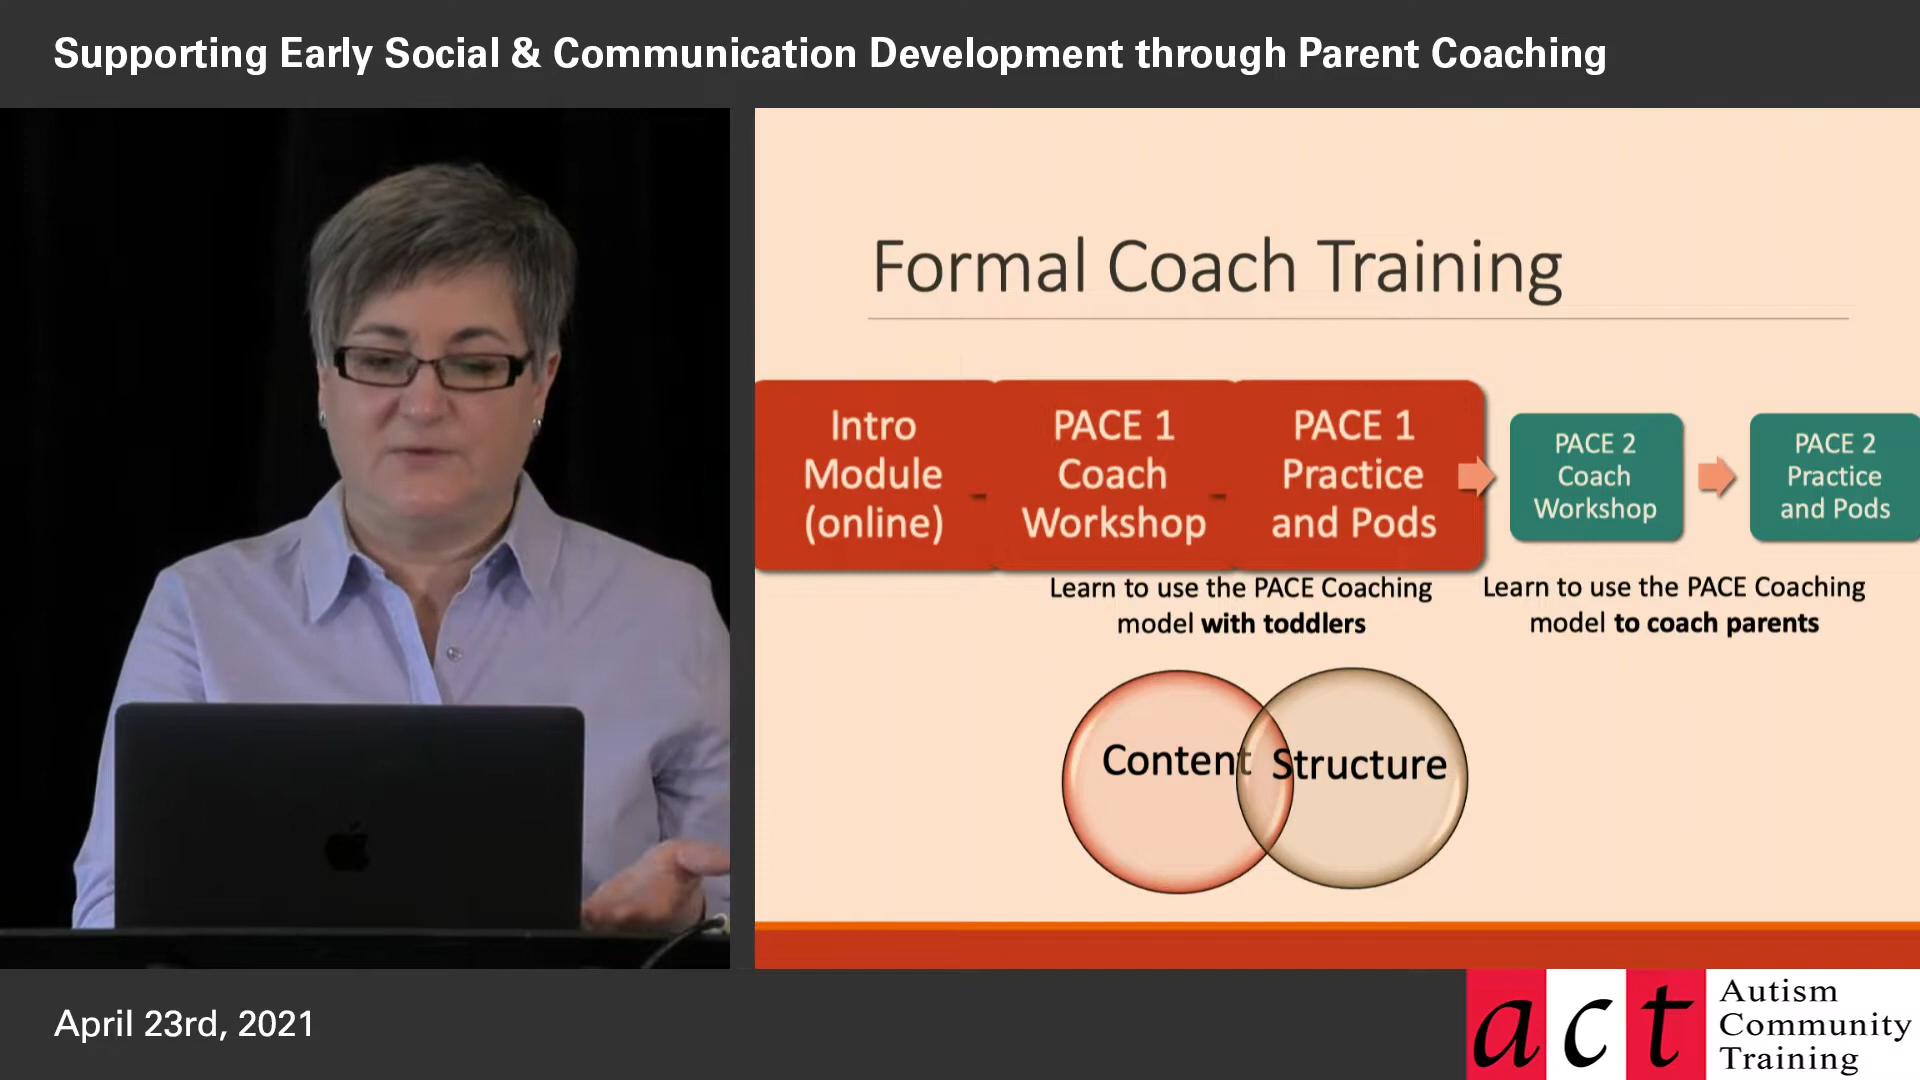 Supporting Early Social & Communication Development through Parent Coaching
Formal Coach Training
Intro
Module
(online)
PACE 1
Coach
Workshop
PACE 1
Practice
and Pods
PACE 2
Coach
Workshop
PACE 2
Practice
and Pods
Learn to use the PACE Coaching
model with toddlers
Learn to use the PACE Coaching
model to coach parents
Content
Structure
April 23rd, 2021
act
Autism
Community
Training